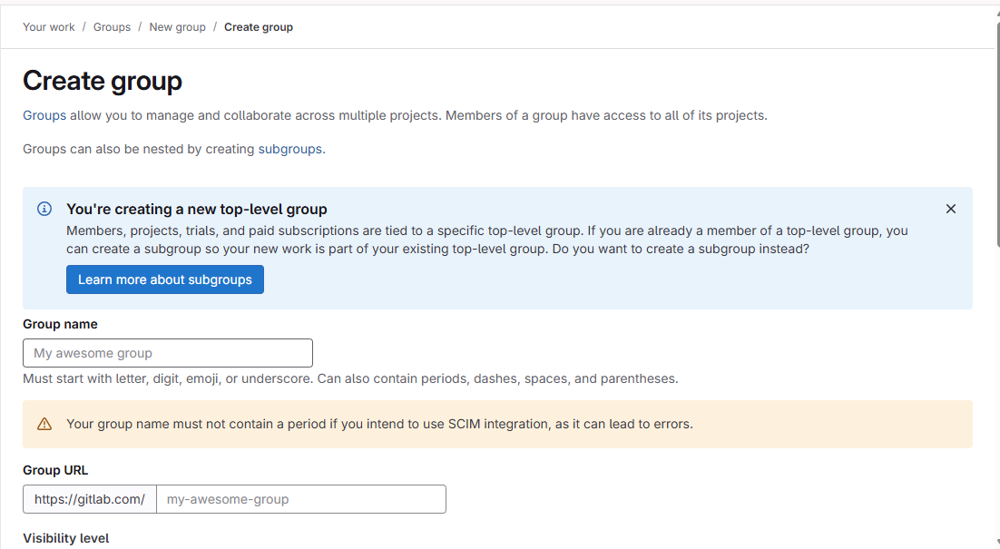 Your work / Groups / New group / Create group
Create group
Groups allow you to manage and collaborate across multiple projects. Members of a group have access to all of its projects.
Groups can also be nested by creating subgroups.
You're creating a new top-level group
Members, projects, trials, and paid subscriptions are tied to a specific top-level group. If you are already a member of a top-level group, you
can create a subgroup so your new work is part of your existing top-level group. Do you want to create a subgroup instead?
Learn more about subgroups
Group name
My awesome group
Must start with letter, digit, emoji, or underscore. Can also contain periods, dashes, spaces, and parentheses.
Your group name must not contain a period if you intend to use SCIM integration, as it can lead to errors.
Group URL
https://gitlab.com/ my-awesome-group
Visibility level